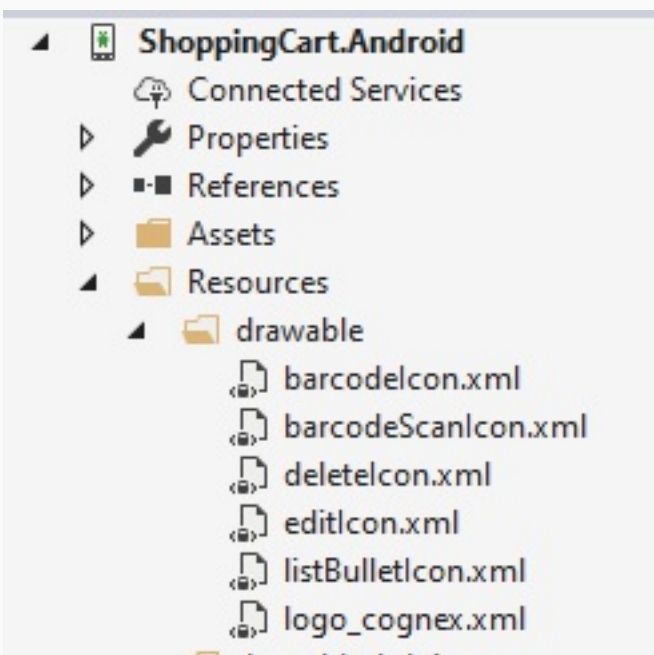 ShoppingCart.Android
Connected Services
Properties
References
Assets
Resources
drawable
barcodeIcon.xml
barcodeScanIcon.xml
deleteIcon.xml
editIcon.xml
listBulletIcon.xml
logo_cognex.xml